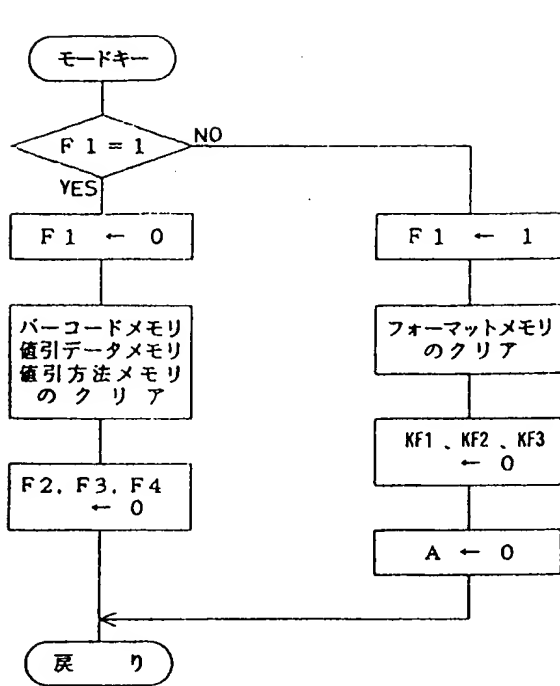 モードキー
F1=1
NO
YES
F1 ← 0
バーコードメモリ
値引データメモリ
値引方法メモリ
のクリア
F2, F3, F4
← 0
F1 ← 1
フォーマットメモリ
のクリア
KF1、KF2、KF3
← 0
A ← 0
戻り